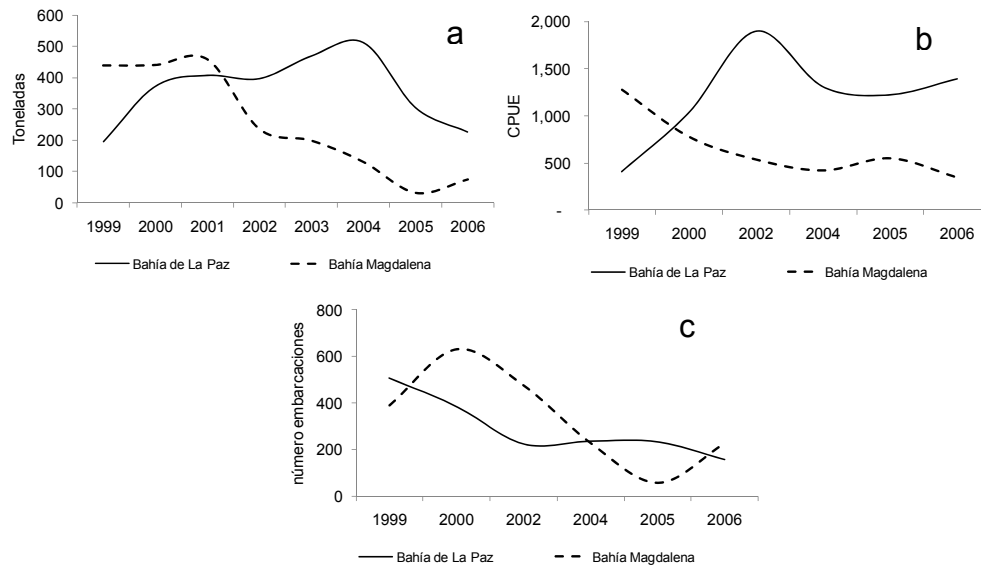 a
Toneladas
600
500
400
300
200
100
0
1999 2000 2001 2002 2003 2004 2005 2006
Bahía de La Paz Bahía Magdalena
b
CPUE
2,000
1,500
1,000
500
-
1999 2000 2002 2004 2005 2006
Bahía de La Paz Bahía Magdalena
c
número embarcaciones
800
600
400
200
0
1999 2000 2002 2004 2005 2006
Bahía de La Paz Bahía Magdalena